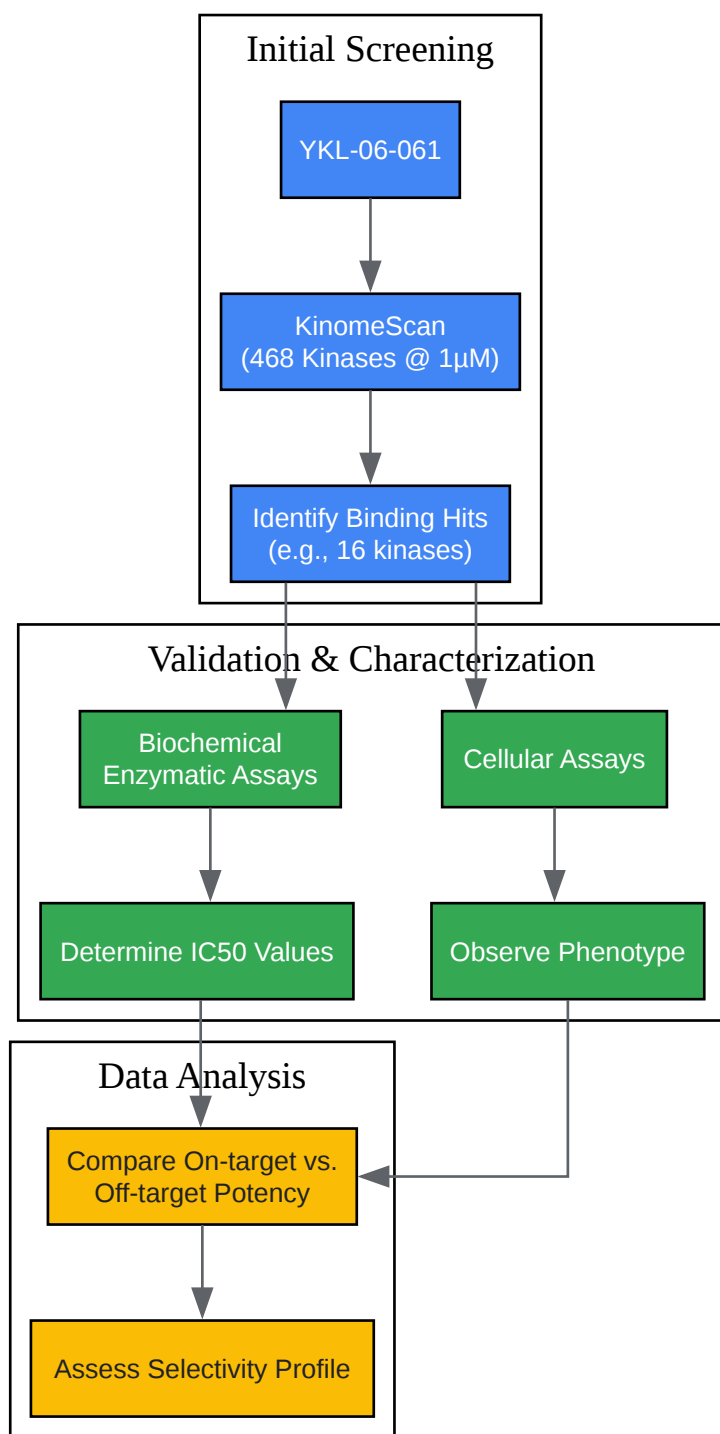 Initial Screening
YKL-06-061
KinomeScan
(468 Kinases @ 1µM)
Identify Binding Hits
(e.g., 16 kinases)
Validation & Characterization
Biochemical
Enzymatic Assays
Cellular Assays
Determine IC50 Values
Observe Phenotype
Data Analysis
Compare On-target vs.
Off-target Potency
Assess Selectivity Profile